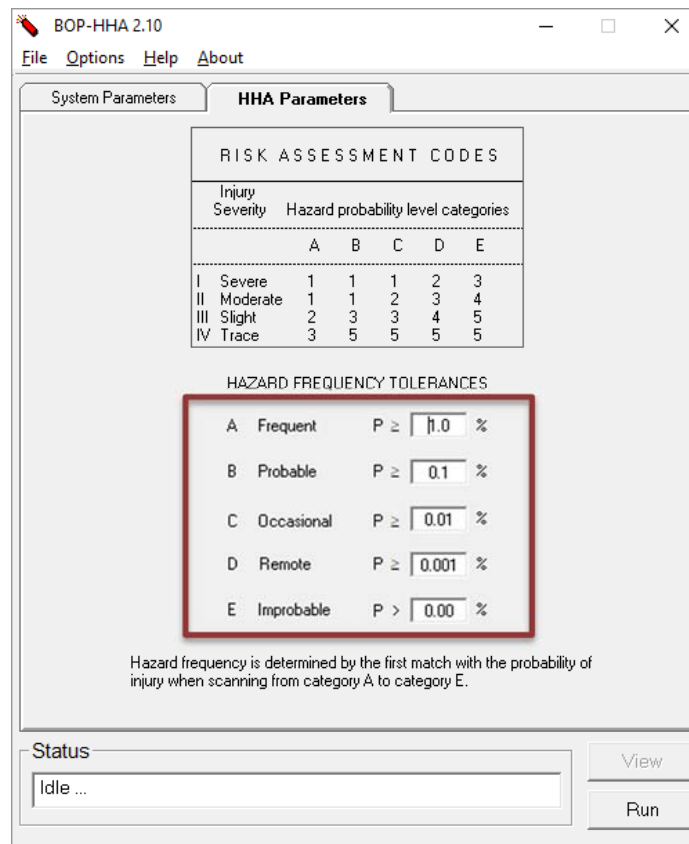 BOP-HHA 2.10
File Options Help About
System Parameters HHA Parameters
RISK ASSESSMENT CODES
Injury
Severity Hazard probability level categories
A B C D E
I Severe 1 1 1 2 3
II Moderate 1 1 2 3 4
III Slight 2 3 3 4 5
IV Trace 3 5 5 5 5
HAZARD FREQUENCY TOLERANCES
A Frequent P ≥ 1.0 %
B Probable P ≥ 0.1 %
C Occasional P ≥ 0.01 %
D Remote P ≥ 0.001 %
E Improbable P > 0.00 %
Hazard frequency is determined by the first match with the probability of
injury when scanning from category A to category E.
Status
Idle ...
View
Run